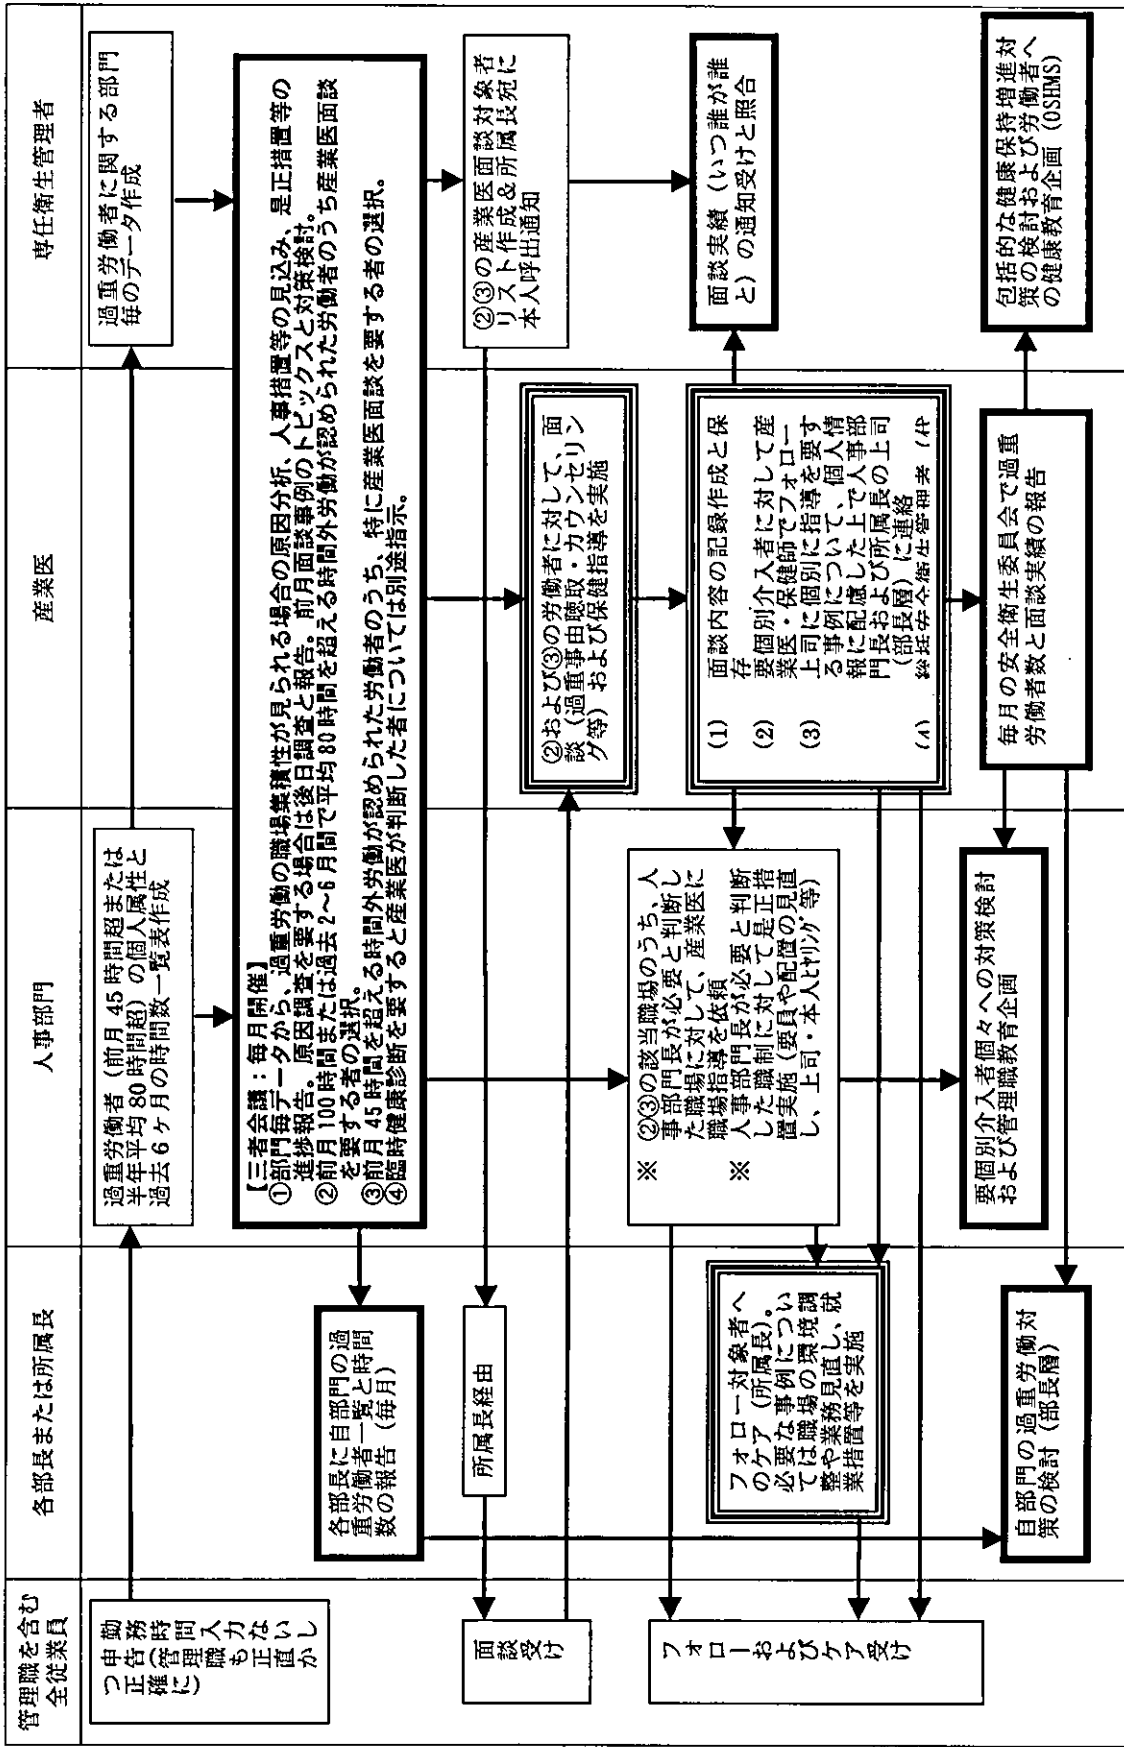 管理職を含む
全従業員
各部長または所属長
人事部門
産業医
専任衛生管理者
勤務時間入力ないし
申告(管理職も正直か
つ正確に)
過重労働者(前月45時間超または
半年平均80時間超)の個人属性と
過去6ヶ月の時間数一覧表作成
過重労働者に関する部門
毎のデータ作成
【三者会議:毎月開催】
①部門毎データから、過重労働の職場集積性が見られる場合の原因分析、人事措置等の見込み、是正措置等の
進捗報告。原因調査を要する場合は後日調査と報告。前月面談事例のトピックスと対策検討。
②前月100時間または過去2～6月間で平均80時間を超える時間外労働が認められた労働者のうち産業医面談
を要する者の選択。
③前月45時間を超える時間外労働が認められた労働者のうち、特に産業医面談を要する者の選択。
④臨時健康診断を要すると産業医が判断した者については別途指示。
各部長に自部門の過
重労働者一覧と時間
数の報告(毎月)
②③の産業医面談対象者
リスト作成&所属長宛に
本人呼出通知
所属長経由
面談受け
②および③の労働者に対して、面
談(過重事由聴取・カウンセリン
グ等)および保健指導を実施
※ ②③の該当職場のうち、人
事部門長が必要と判断し
た職場に対して、産業医に
職場指導を依頼
※ 人事部門長が必要と判断
した職制に対して是正措
置実施(要員や配置の見直
し、上司・本人ヒヤリング等)
(1) 面談内容の記録作成と保
存
(2) 要個別介入者に対して産
業医・保健師でフォロー
(3) 上司に個別に指導を要す
る事例について、個人情
報に配慮した上で人事部
門長および所属長の上司
(部長層)に連絡
(4) 総括安全衛生管理者(代
面談実績(いつ誰が誰
と)の通知受けと照合
フォロー対象者へ
のケア(所属長)。
必要な事例につい
ては職場の環境調
整や業務見直し、就
業措置等を実施
フォローおよびケア受け
自部門の過重労働対
策の検討(部長層)
要個別介入者個々への対策検討
および管理職教育企画
毎月の安全衛生委員会で過重
労働者数と面談実績の報告
包括的な健康保持増進対
策の検討および労働者へ
の健康教育企画(OSHMS)